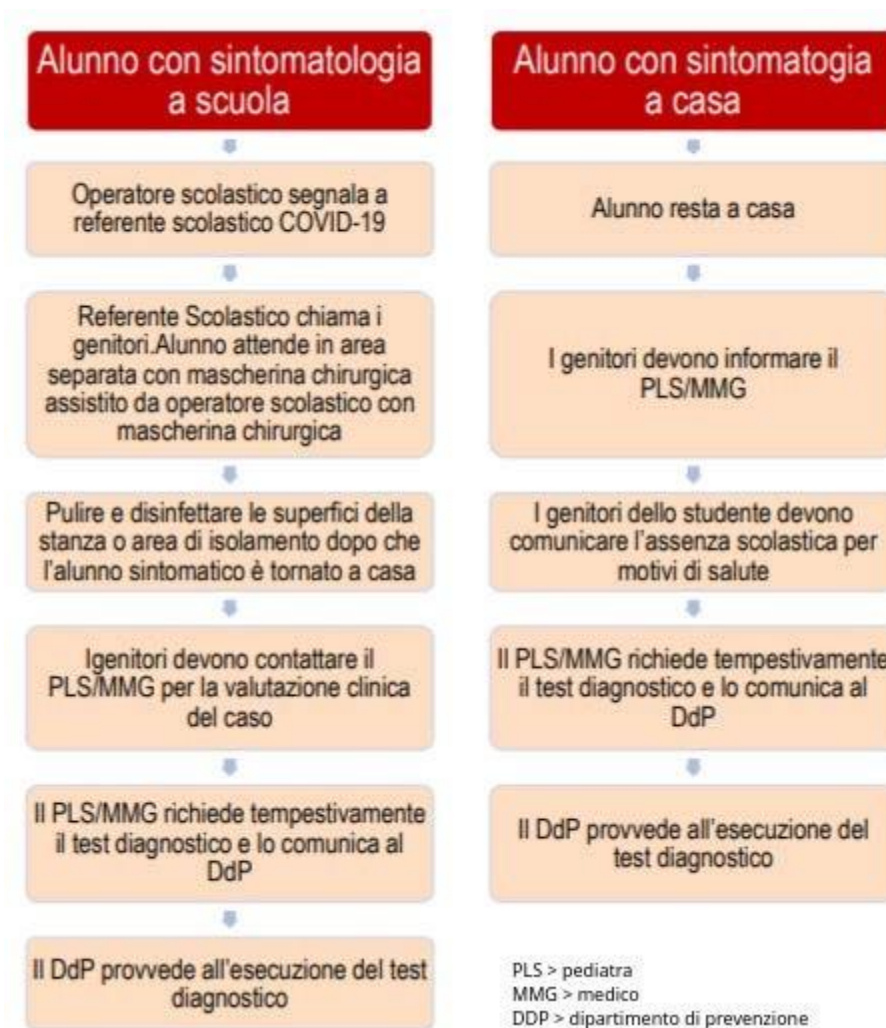 Alunno con sintomatologia
a scuola
Operatore scolastico segnala a
referente scolastico COVID-19
Referente Scolastico chiama i
genitori.Alunno attende in area
separata con mascherina chirurgica
assistito da operatore scolastico con
mascherina chirurgica
Pulire e disinfettare le superfici della
stanza o area di isolamento dopo che
l'alunno sintomatico è tornato a casa
Igenitori devono contattare il
PLS/MMG per la valutazione clinica
del caso
Il PLS/MMG richiede tempestivamente
il test diagnostico e lo comunica al
DdP
Il DdP provvede all'esecuzione del test
diagnostico
Alunno con sintomatogia
a casa
Alunno resta a casa
I genitori devono informare il
PLS/MMG
I genitori dello studente devono
comunicare l'assenza scolastica per
motivi di salute
Il PLS/MMG richiede tempestivamente
il test diagnostico e lo comunica al
DdP
Il DdP provvede all'esecuzione del
test diagnostico
PLS > pediatra
MMG > medico
DDP > dipartimento di prevenzione